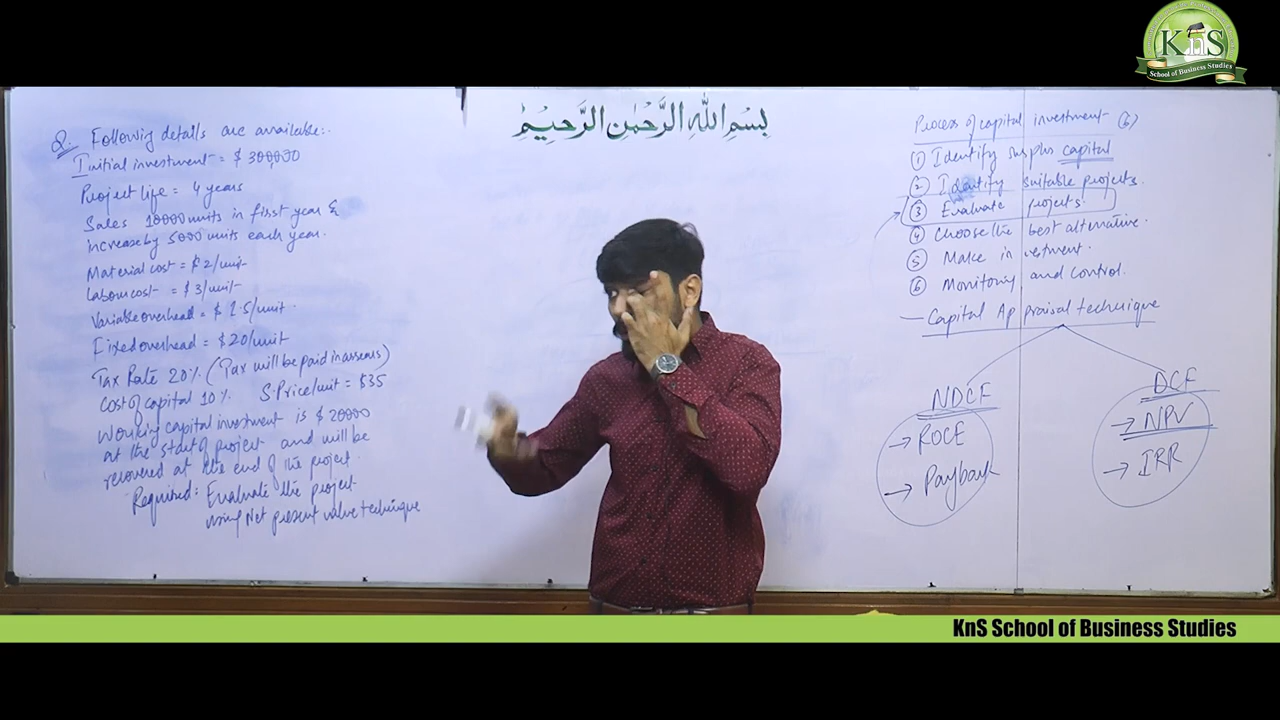 KnS
School of Business Studies
بِسْمِ اللهِ الرَّحْمٰنِ الرَّحِيْمِ
Q. Following details are available:-
Initial investment = $ 300000
Project life = 4 years
Sales 10000 units in first year &
increase by 5000 units each year.
Material cost = $ 2/unit
Labour cost = $ 3/unit
Variable overhead = $ 1.5/unit
Fixed overhead = $20/unit
Tax Rate 20% (Tax will be paid in arrears)
Cost of capital 10% S.Price/unit = $35
Working capital investment is $ 20000
at the start of project and will be
recovered at the end of the project.
Required: Evaluate the project
using Net present value technique
Process of capital investment (6)
① Identify surplus capital
② Identify suitable projects.
③ Evaluate projects.
④ Choose the best alternative.
⑤ Make investment.
⑥ Monitoring and control.
— Capital Appraisal technique
NDCF
→ ROCE
→ Payback
DCF
→ NPV
→ IRR
KnS School of Business Studies